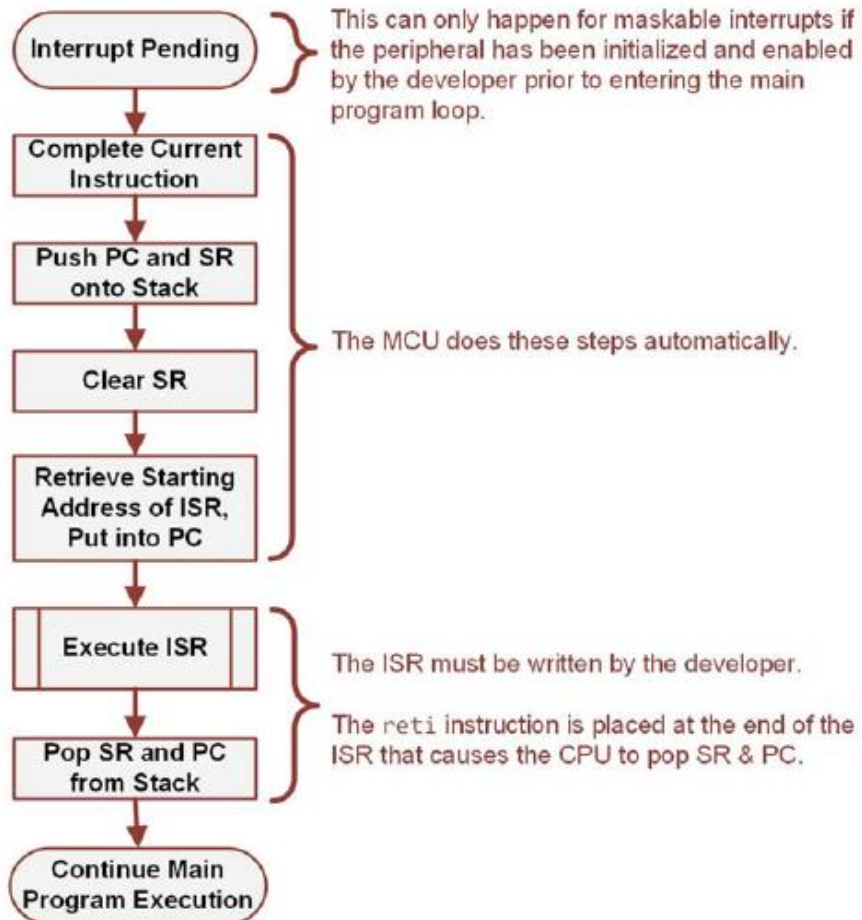 Interrupt Pending
This can only happen for maskable interrupts if
the peripheral has been initialized and enabled
by the developer prior to entering the main
program loop.
Complete Current
Instruction
Push PC and SR
onto Stack
Clear SR
Retrieve Starting
Address of ISR,
Put into PC
The MCU does these steps automatically.
Execute ISR
Pop SR and PC
from Stack
The ISR must be written by the developer.
The reti instruction is placed at the end of the
ISR that causes the CPU to pop SR & PC.
Continue Main
Program Execution